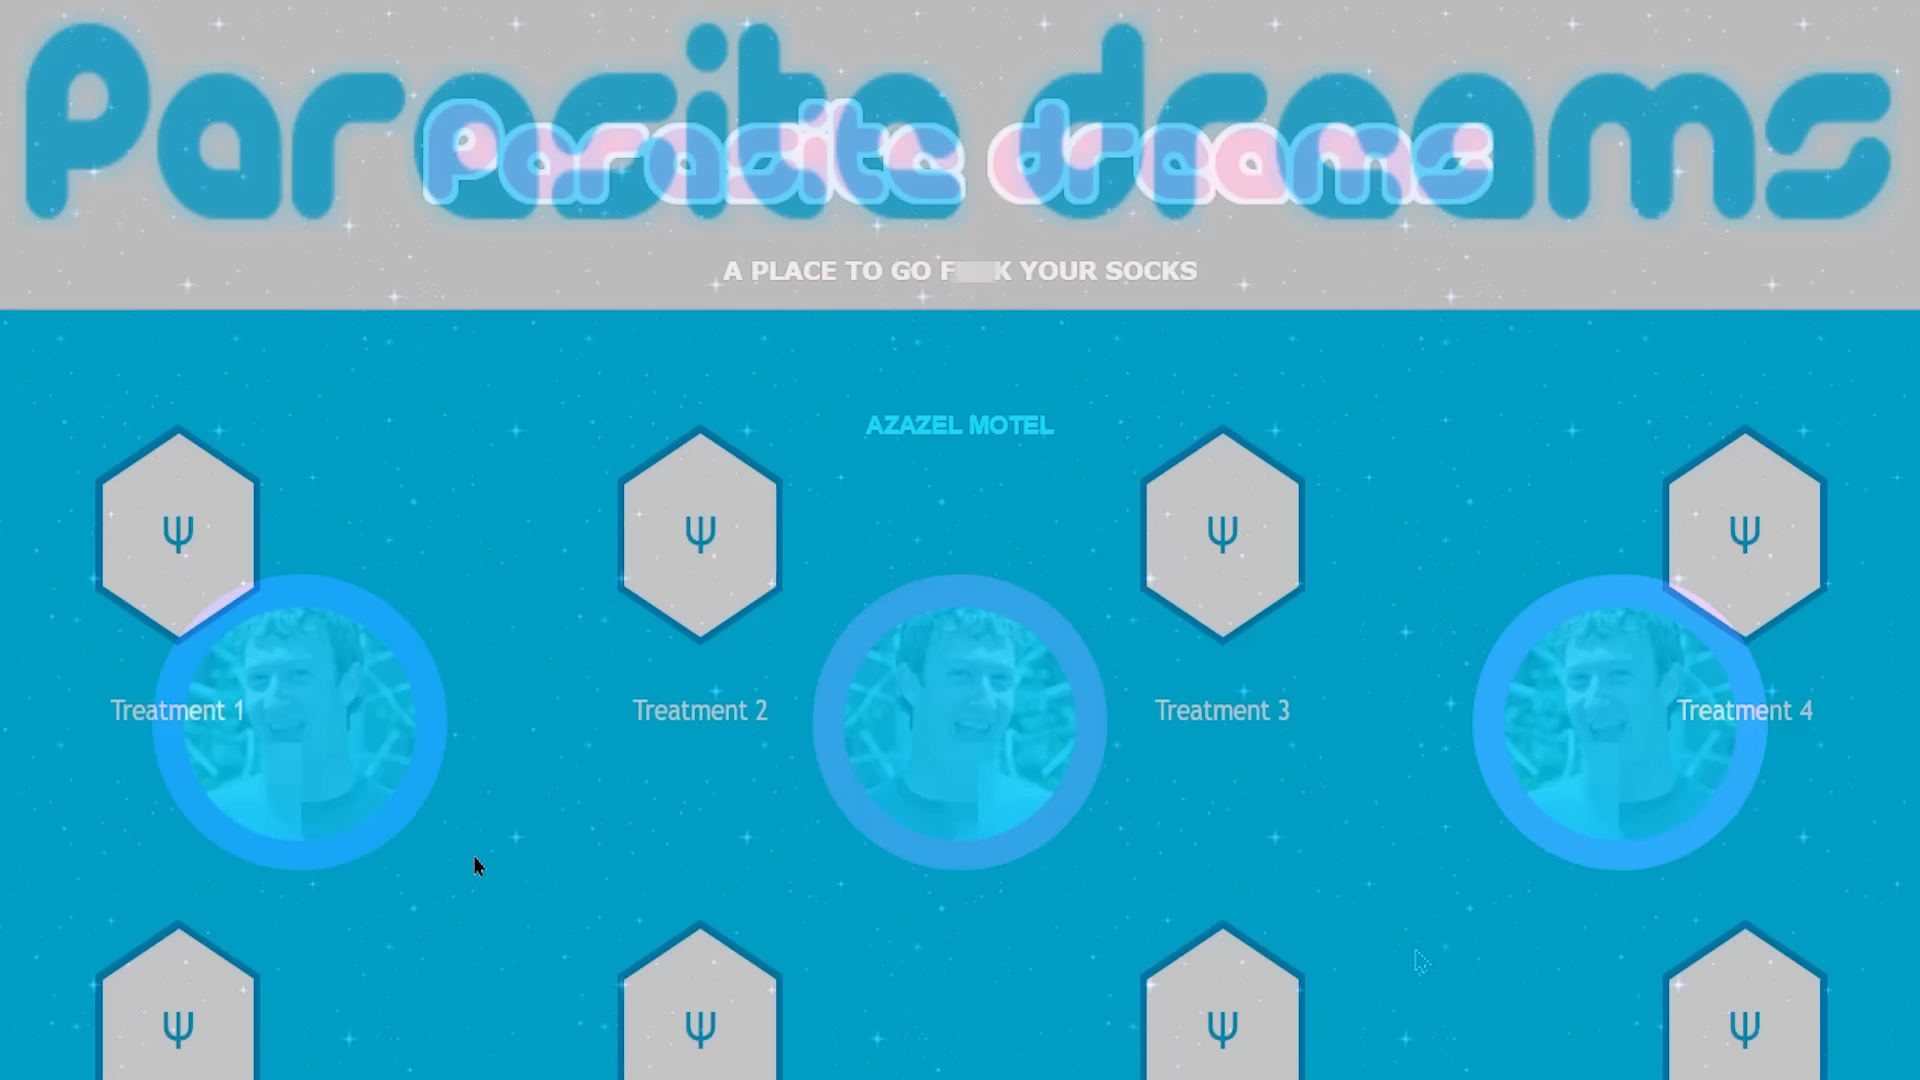 Parasite dreams
Parasite dreams
A PLACE TO GO F K YOUR SOCKS
AZAZEL MOTEL
Ψ Ψ Ψ Ψ
Treatment 1 Treatment 2 Treatment 3 Treatment 4
Ψ Ψ Ψ Ψ